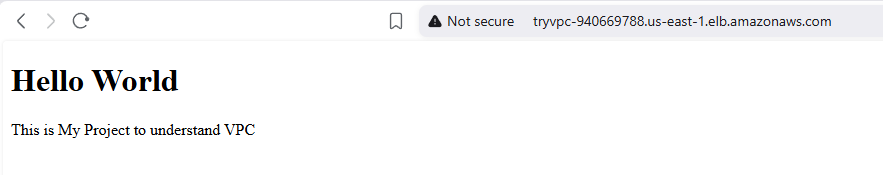 Not secure tryvpc-940669788.us-east-1.elb.amazonaws.com
Hello World
This is My Project to understand VPC